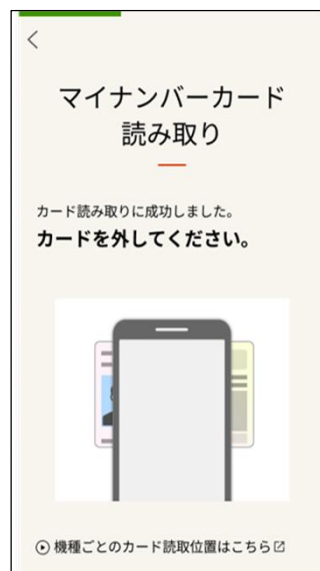 マイナンバーカード
読み取り
カード読み取りに成功しました。
カードを外してください。
機種ごとのカード読取位置はこちら